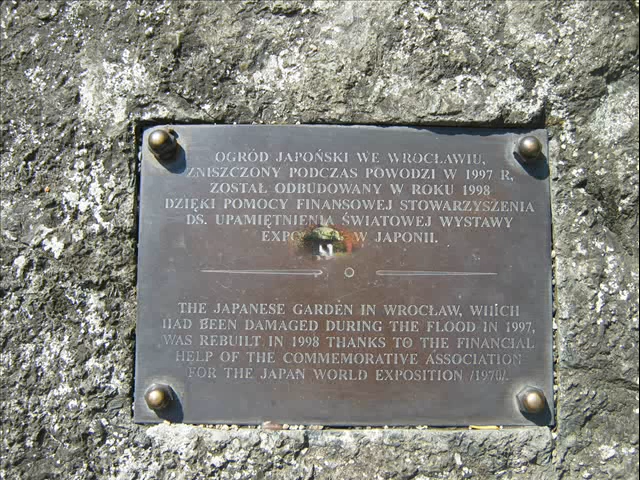 OGRÓD JAPOŃSKI WE WROCŁAWIU,
ZNISZCZONY PODCZAS POWODZI W 1997 R,
ZOSTAŁ ODBUDOWANY W ROKU 1998
DZIĘKI POMOCY FINANSOWEJ STOWARZYSZENIA
DS. UPAMIĘTNIENIA ŚWIATOWEJ WYSTAWY
W JAPONII.
THE JAPANESE GARDEN IN WROCŁAW, WHICH
HAD BEEN DAMAGED DURING THE FLOOD IN 1997,
WAS REBUILT IN 1998 THANKS TO THE FINANCIAL
HELP OF THE COMMEMORATIVE ASSOCIATION
FOR THE JAPAN WORLD EXPOSITION /1970/.